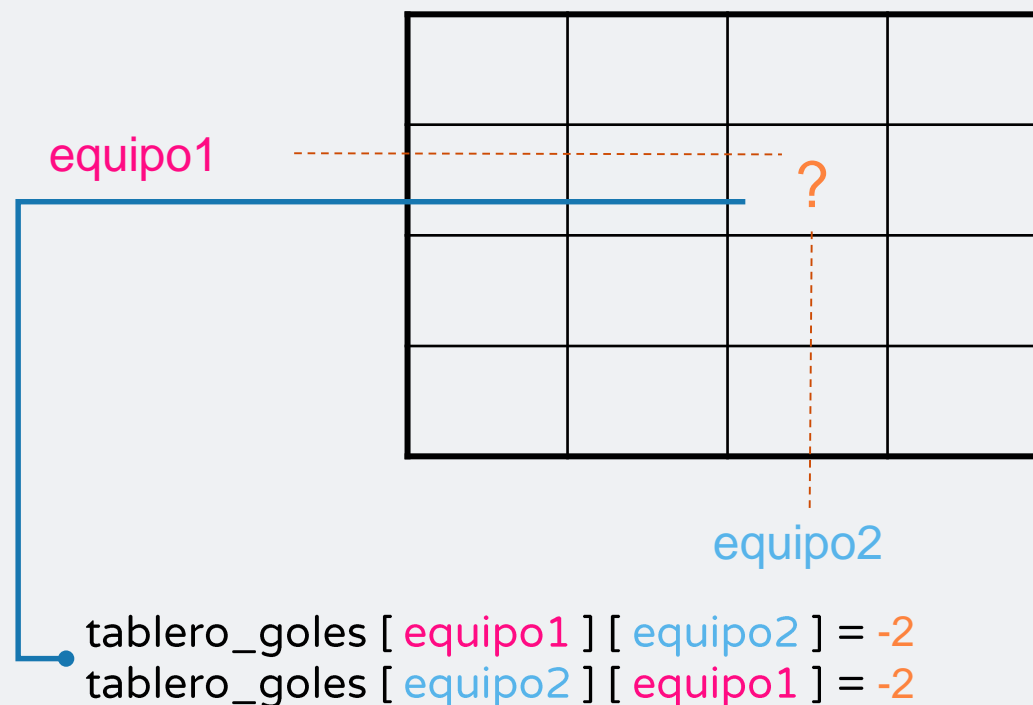 equipo1
?
equipo2
tablero_goles [ equipo1 ] [ equipo2 ] = -2
tablero_goles [ equipo2 ] [ equipo1 ] = -2